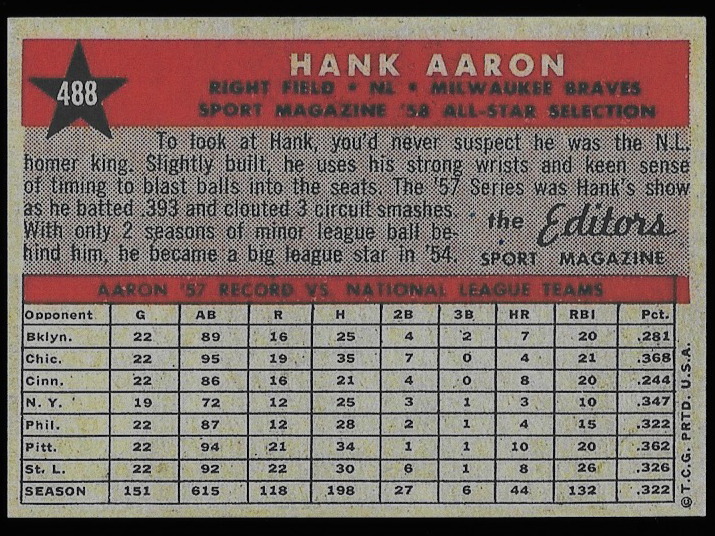 488
HANK AARON
RIGHT FIELD • NL • MILWAUKEE BRAVES
SPORT MAGAZINE '58 ALL-STAR SELECTION
To look at Hank, you'd never suspect he was the N.L.
homer king. Slightly built, he uses his strong wrists and keen sense
of timing to blast balls into the seats. The '57 Series was Hank's show
as he batted .393 and clouted 3 circuit smashes.
With only 2 seasons of minor league ball be-
hind him, he became a big league star in '54.
the Editors
SPORT MAGAZINE
AARON '57 RECORD VS. NATIONAL LEAGUE TEAMS
Opponent G AB R H 2B 3B HR RBI Pct.
Bklyn. 22 89 16 25 4 2 7 20 .281
Chic. 22 95 19 35 7 0 4 21 .368
Cinn. 22 86 16 21 4 0 8 20 .244
N. Y. 19 72 12 25 3 1 3 10 .347
Phil. 22 87 12 28 2 1 4 15 .322
Pitt. 22 94 21 34 1 1 10 20 .362
St. L. 22 92 22 30 6 1 8 26 .326
SEASON 151 615 118 198 27 6 44 132 .322
© T.C.G. PRTD. U.S.A.